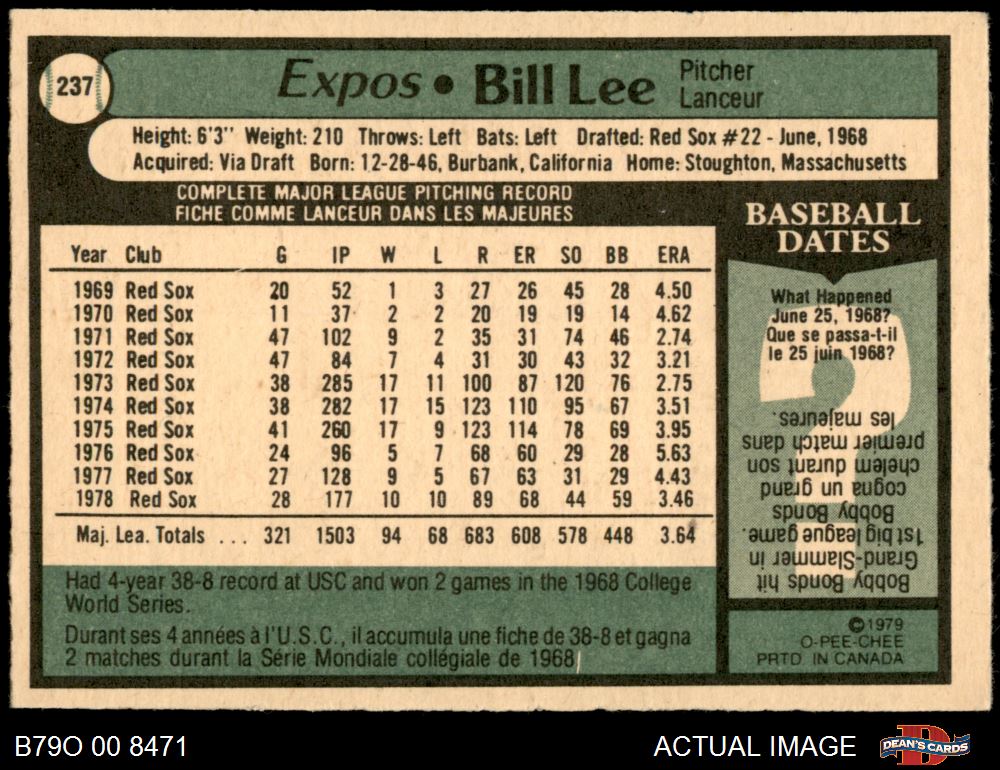 237
Expos • Bill Lee
Pitcher
Lanceur
Height: 6'3" Weight: 210 Throws: Left Bats: Left Drafted: Red Sox #22 - June, 1968
Acquired: Via Draft Born: 12-28-46, Burbank, California Home: Stoughton, Massachusetts
COMPLETE MAJOR LEAGUE PITCHING RECORD
FICHE COMME LANCEUR DANS LES MAJEURES
Year Club G IP W L R ER SO BB ERA
1969 Red Sox 20 52 1 3 27 26 45 28 4.50
1970 Red Sox 11 37 2 2 20 19 19 14 4.62
1971 Red Sox 47 102 9 2 35 31 74 46 2.74
1972 Red Sox 47 84 7 4 31 30 43 32 3.21
1973 Red Sox 38 285 17 11 100 87 120 76 2.75
1974 Red Sox 38 282 17 15 123 110 95 67 3.51
1975 Red Sox 41 260 17 9 123 114 78 69 3.95
1976 Red Sox 24 96 5 7 68 60 29 28 5.63
1977 Red Sox 27 128 9 5 67 63 31 29 4.43
1978 Red Sox 28 177 10 10 89 68 44 59 3.46
Maj. Lea. Totals ... 321 1503 94 68 683 608 578 448 3.64
Had 4-year 38-8 record at USC and won 2 games in the 1968 College
World Series.
Durant ses 4 années à l'U.S.C., il accumula une fiche de 38-8 et gagna
2 matches durant la Série Mondiale collégiale de 1968
BASEBALL
DATES
What Happened
June 25, 1968?
Que se passa-t-il
le 25 juin 1968?
Bobby Bonds hit
Grand-Slammer in
1st big league game.
Bobby Bonds
cogna un grand
chelem durant son
premier match dans
les majeures.
©1979
O-PEE-CHEE
PRTD IN CANADA
B79O 00 8471
ACTUAL IMAGE
D
DEAN'S CARDS